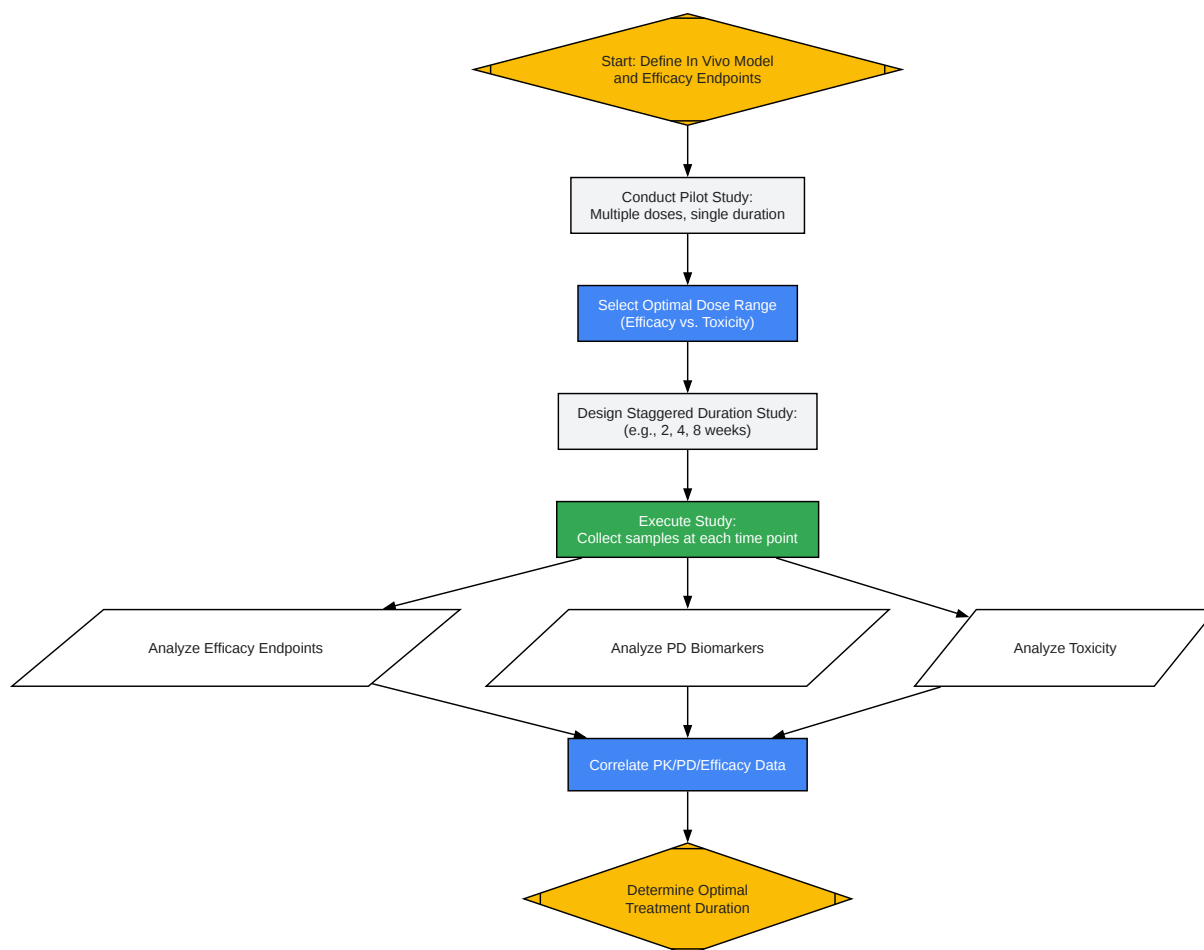 Start: Define In Vivo Model
and Efficacy Endpoints
Conduct Pilot Study:
Multiple doses, single duration
Select Optimal Dose Range
(Efficacy vs. Toxicity)
Design Staggered Duration Study:
(e.g., 2, 4, 8 weeks)
Execute Study:
Collect samples at each time point
Analyze Efficacy Endpoints
Analyze PD Biomarkers
Analyze Toxicity
Correlate PK/PD/Efficacy Data
Determine Optimal
Treatment Duration